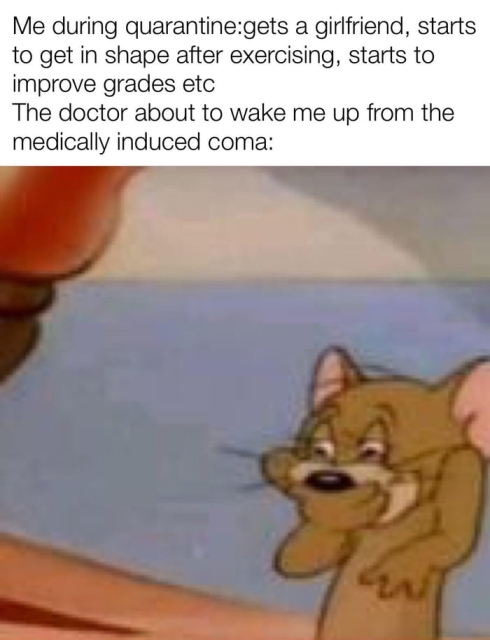 Me during quarantine:gets a girlfriend, starts
to get in shape after exercising, starts to
improve grades etc
The doctor about to wake me up from the
medically induced coma: